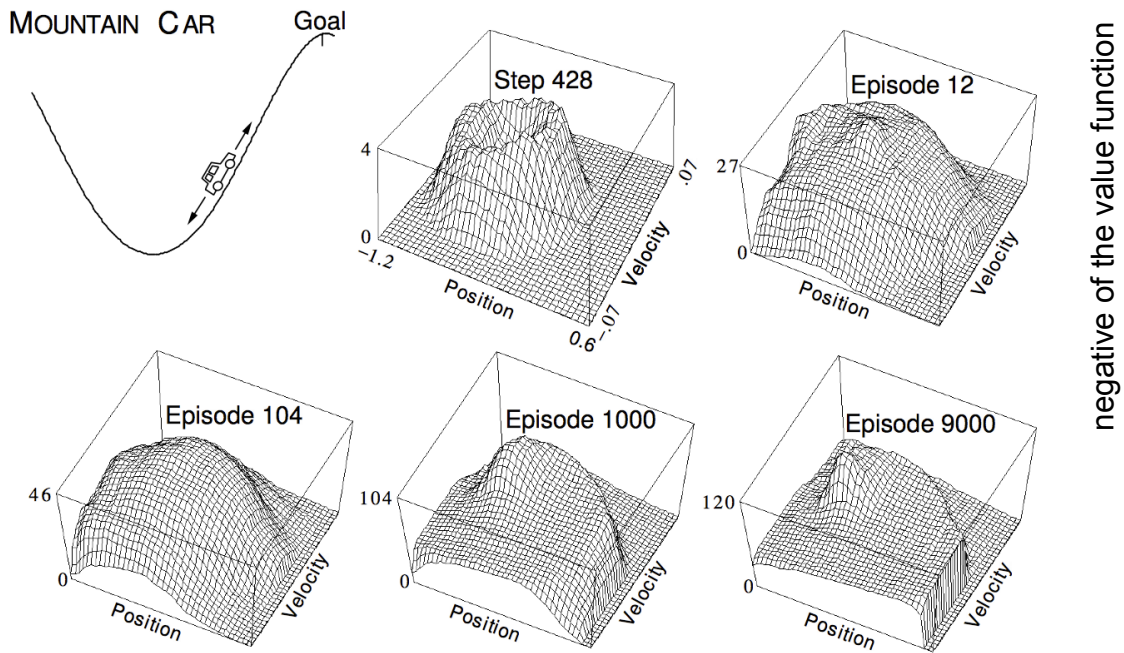 MOUNTAIN CAR
Goal
Step 428
4
0
−1.2
Position
0.6
−.07
Velocity
.07
Episode 12
27
0
Position
Velocity
negative of the value function
Episode 104
46
0
Position
Velocity
Episode 1000
104
0
Position
Velocity
Episode 9000
120
0
Position
Velocity